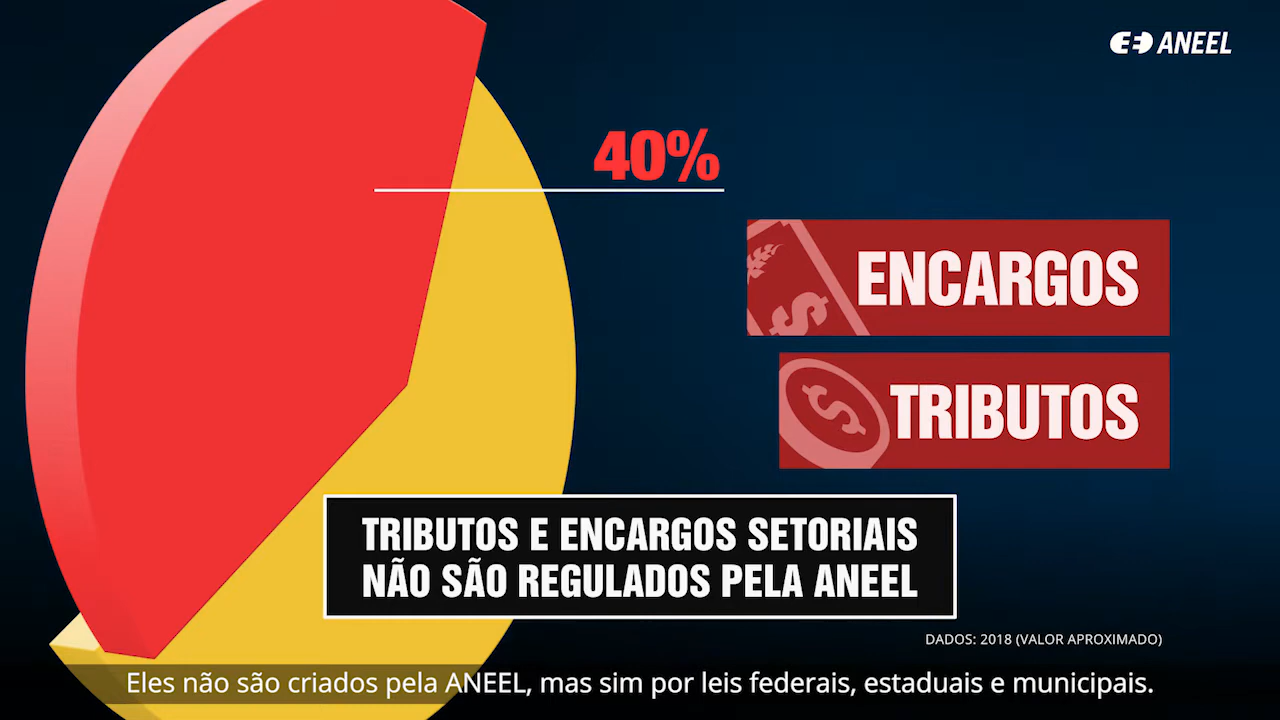 ANEEL
40%
ENCARGOS
TRIBUTOS
TRIBUTOS E ENCARGOS SETORIAIS
NÃO SÃO REGULADOS PELA ANEEL
DADOS: 2018 (VALOR APROXIMADO)
Eles não são criados pela ANEEL, mas sim por leis federais, estaduais e municipais.